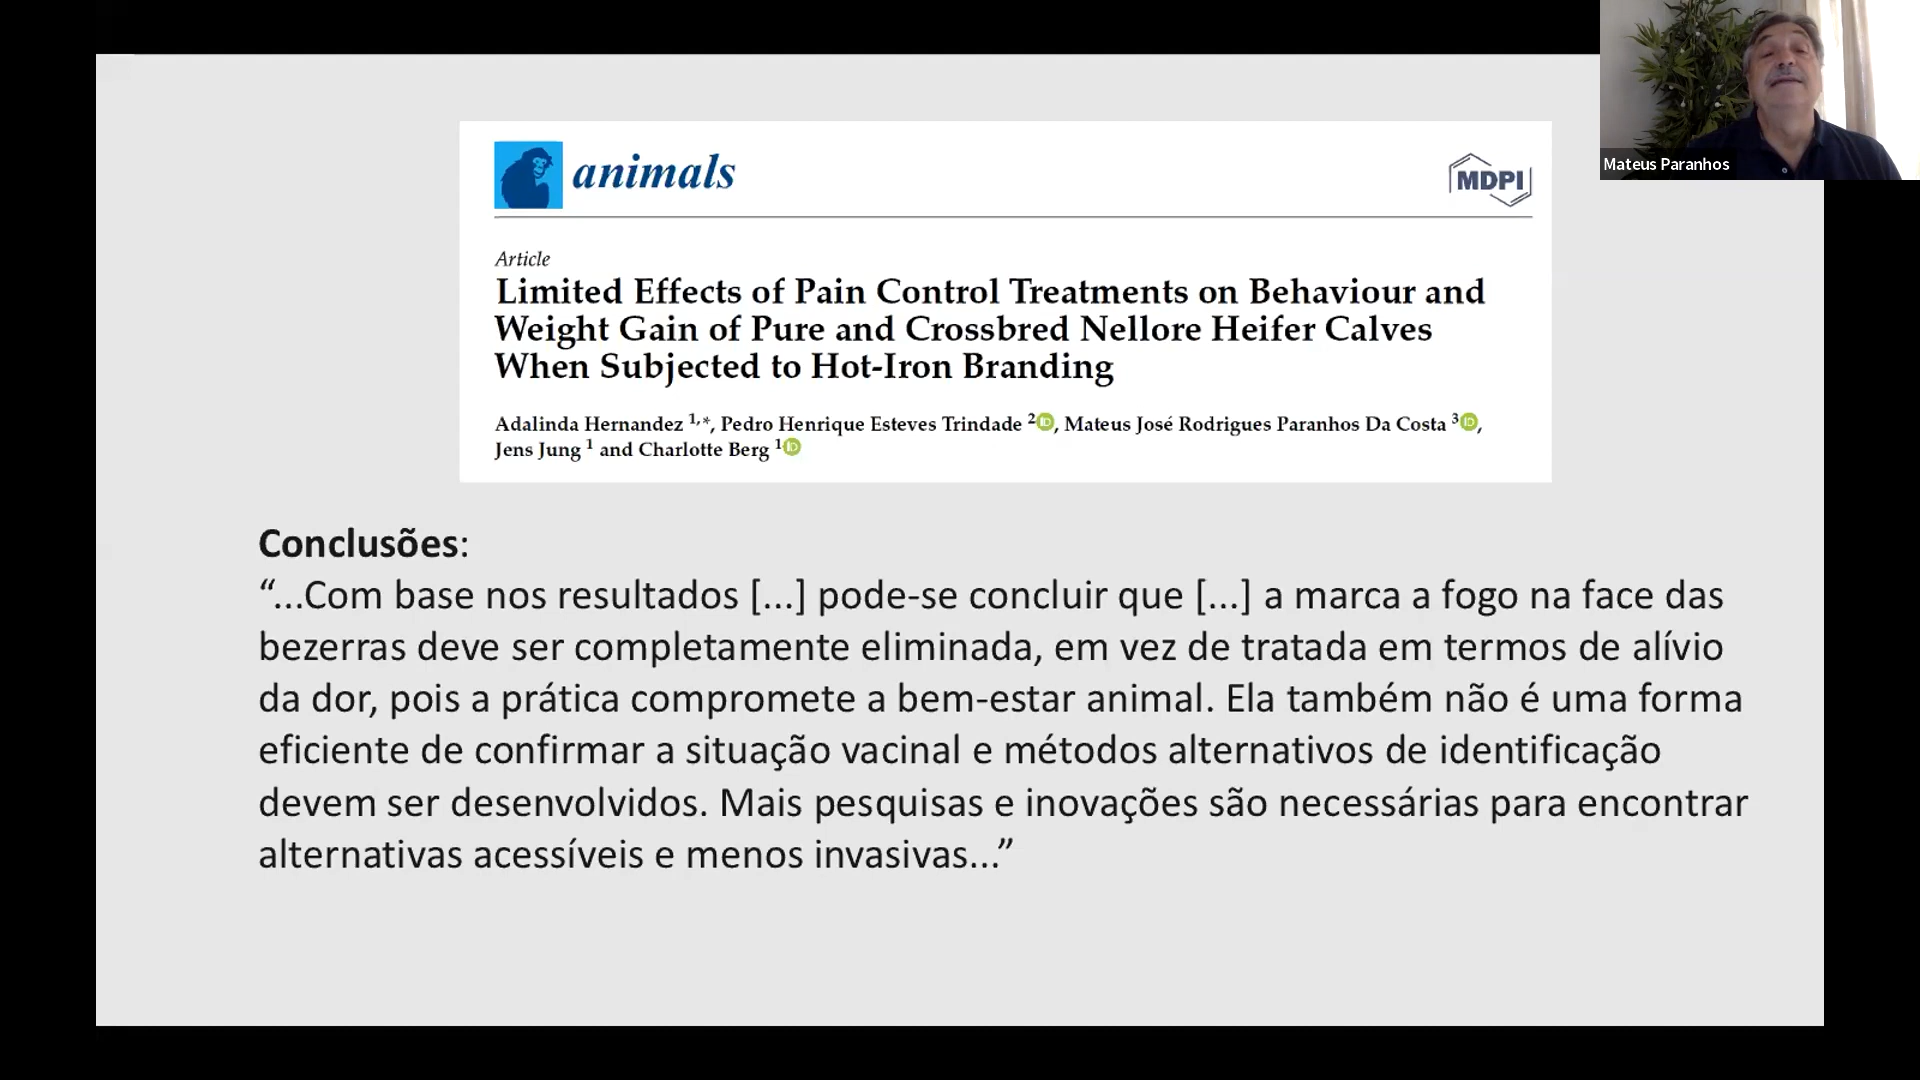 animals
MDPI
Article
Limited Effects of Pain Control Treatments on Behaviour and
Weight Gain of Pure and Crossbred Nellore Heifer Calves
When Subjected to Hot-Iron Branding
Adalinda Hernandez 1,*, Pedro Henrique Esteves Trindade 2 iD, Mateus José Rodrigues Paranhos Da Costa 3 iD,
Jens Jung 1 and Charlotte Berg 1 iD
Mateus Paranhos
Conclusões:
“...Com base nos resultados [...] pode-se concluir que [...] a marca a fogo na face das
bezerras deve ser completamente eliminada, em vez de tratada em termos de alívio
da dor, pois a prática compromete a bem-estar animal. Ela também não é uma forma
eficiente de confirmar a situação vacinal e métodos alternativos de identificação
devem ser desenvolvidos. Mais pesquisas e inovações são necessárias para encontrar
alternativas acessíveis e menos invasivas...”